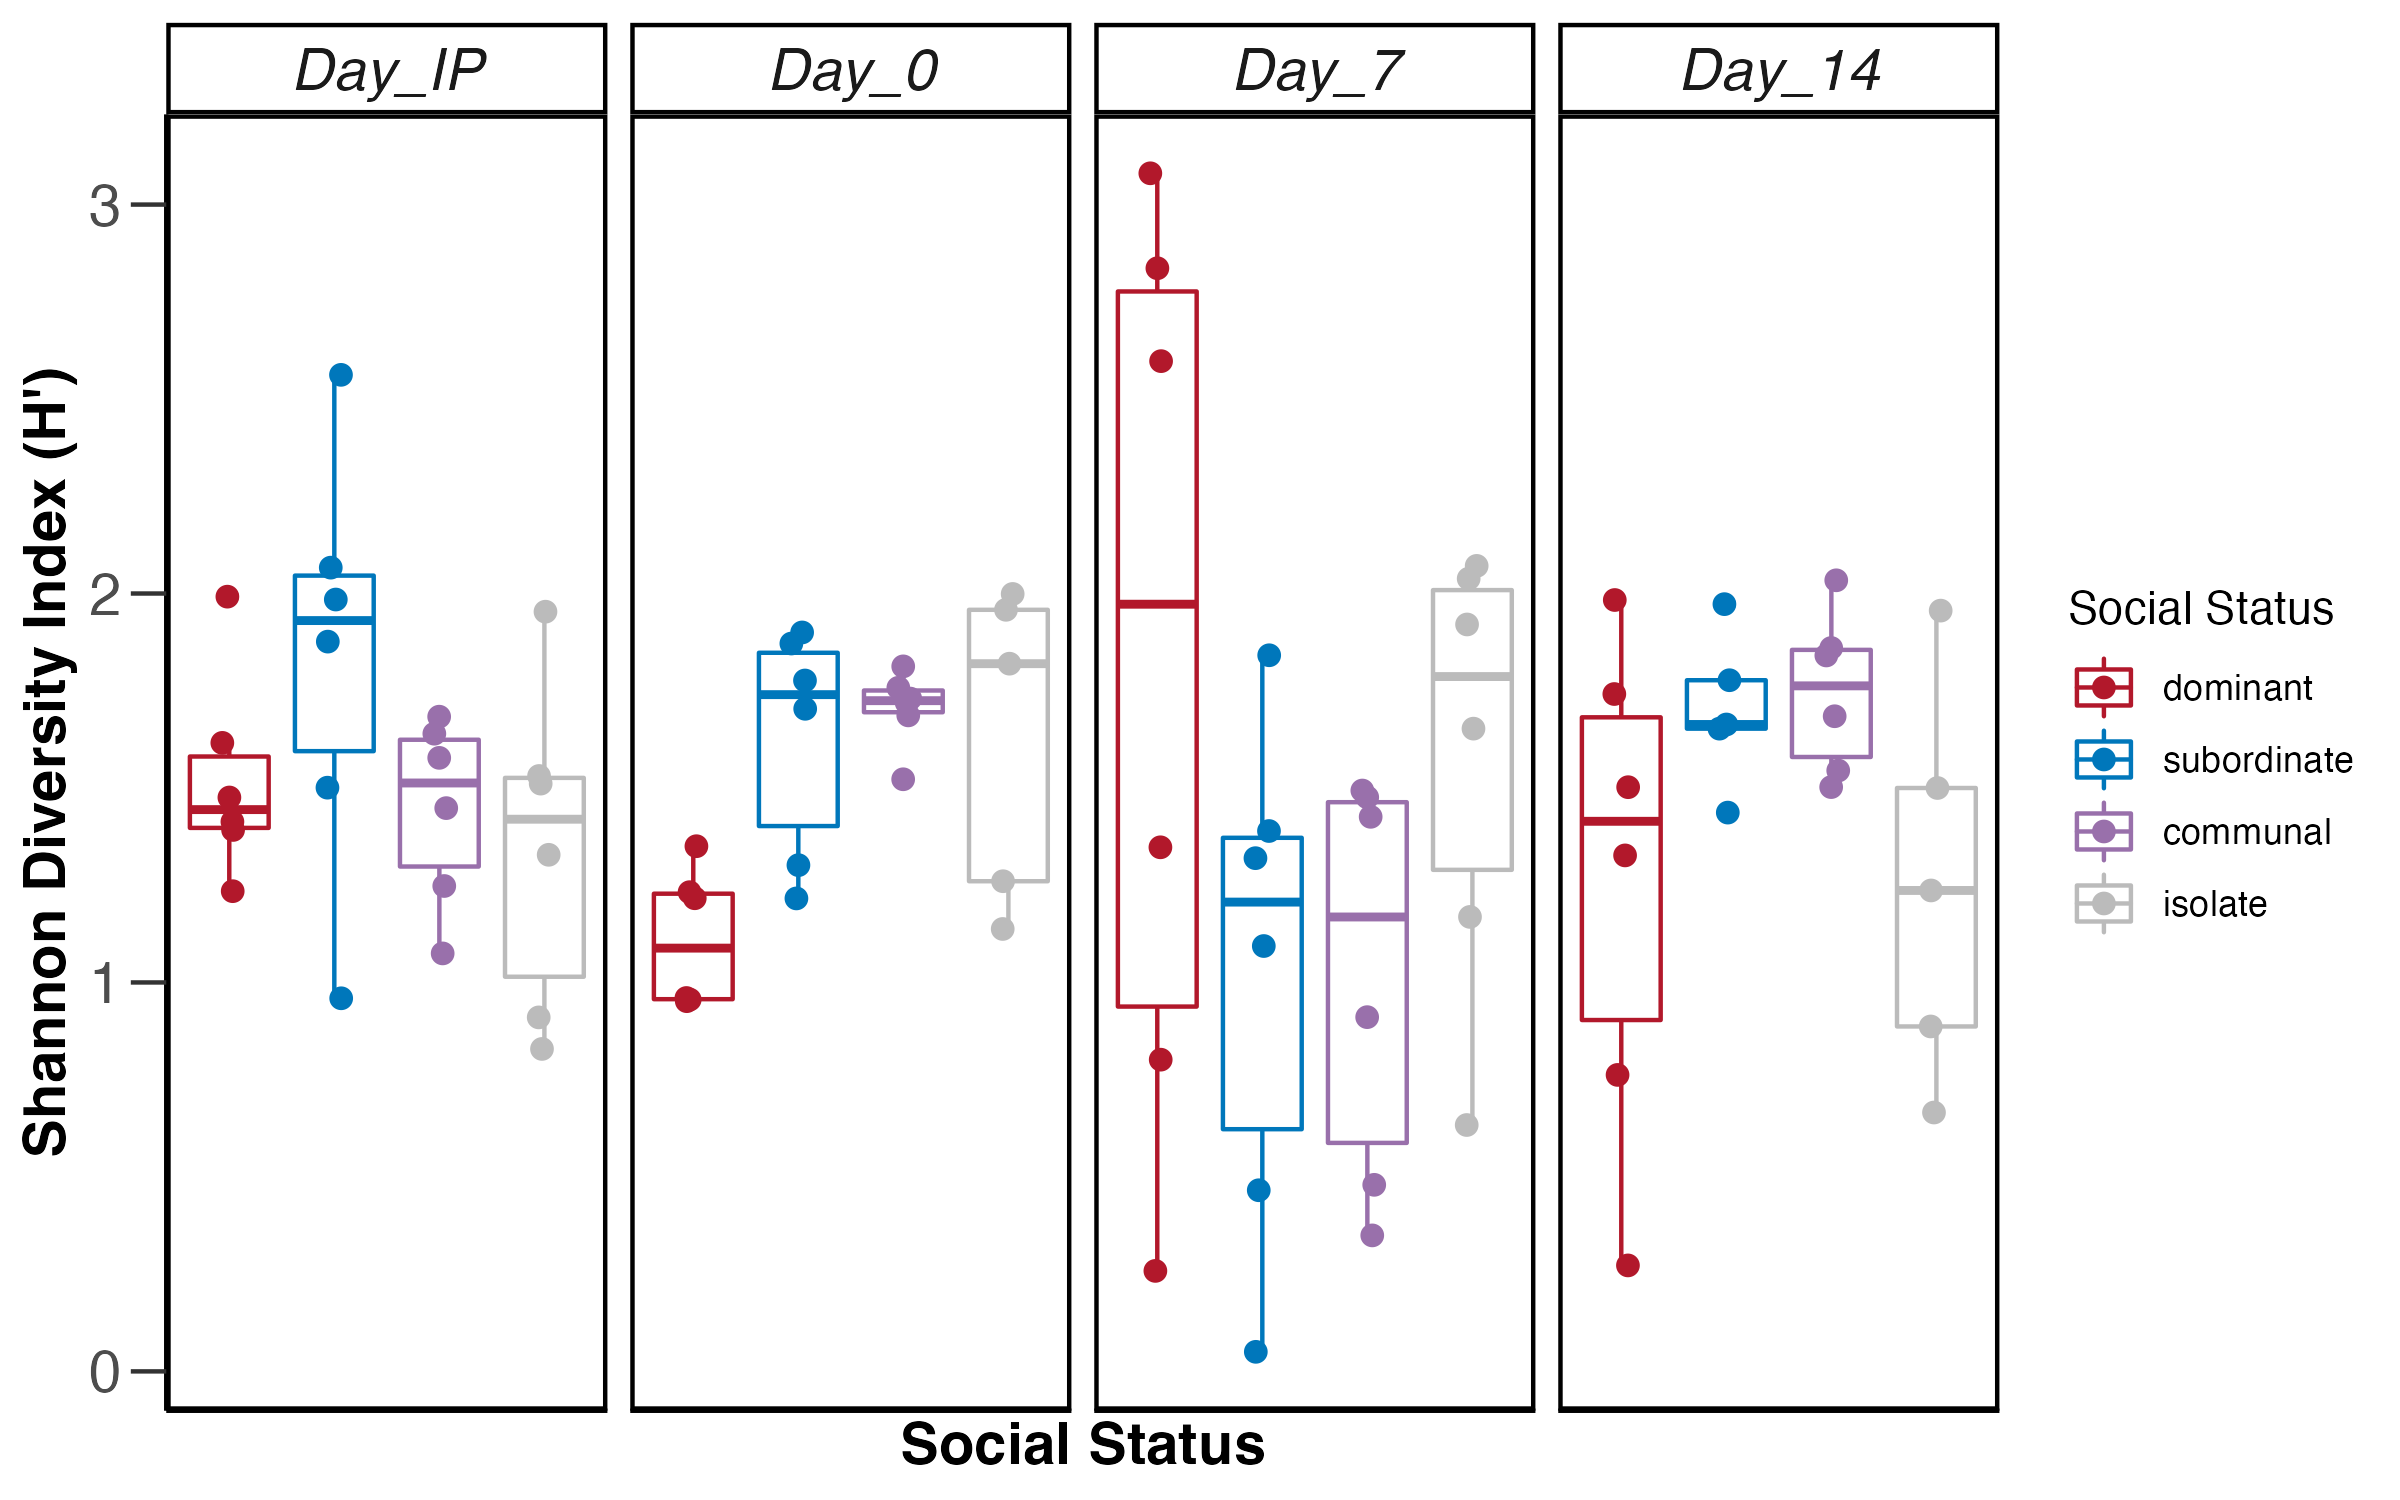 Day_IP
Day_0
Day_7
Day_14
Shannon Diversity Index (H')
3
2
1
0
Social Status
Social Status
dominant
subordinate
communal
isolate